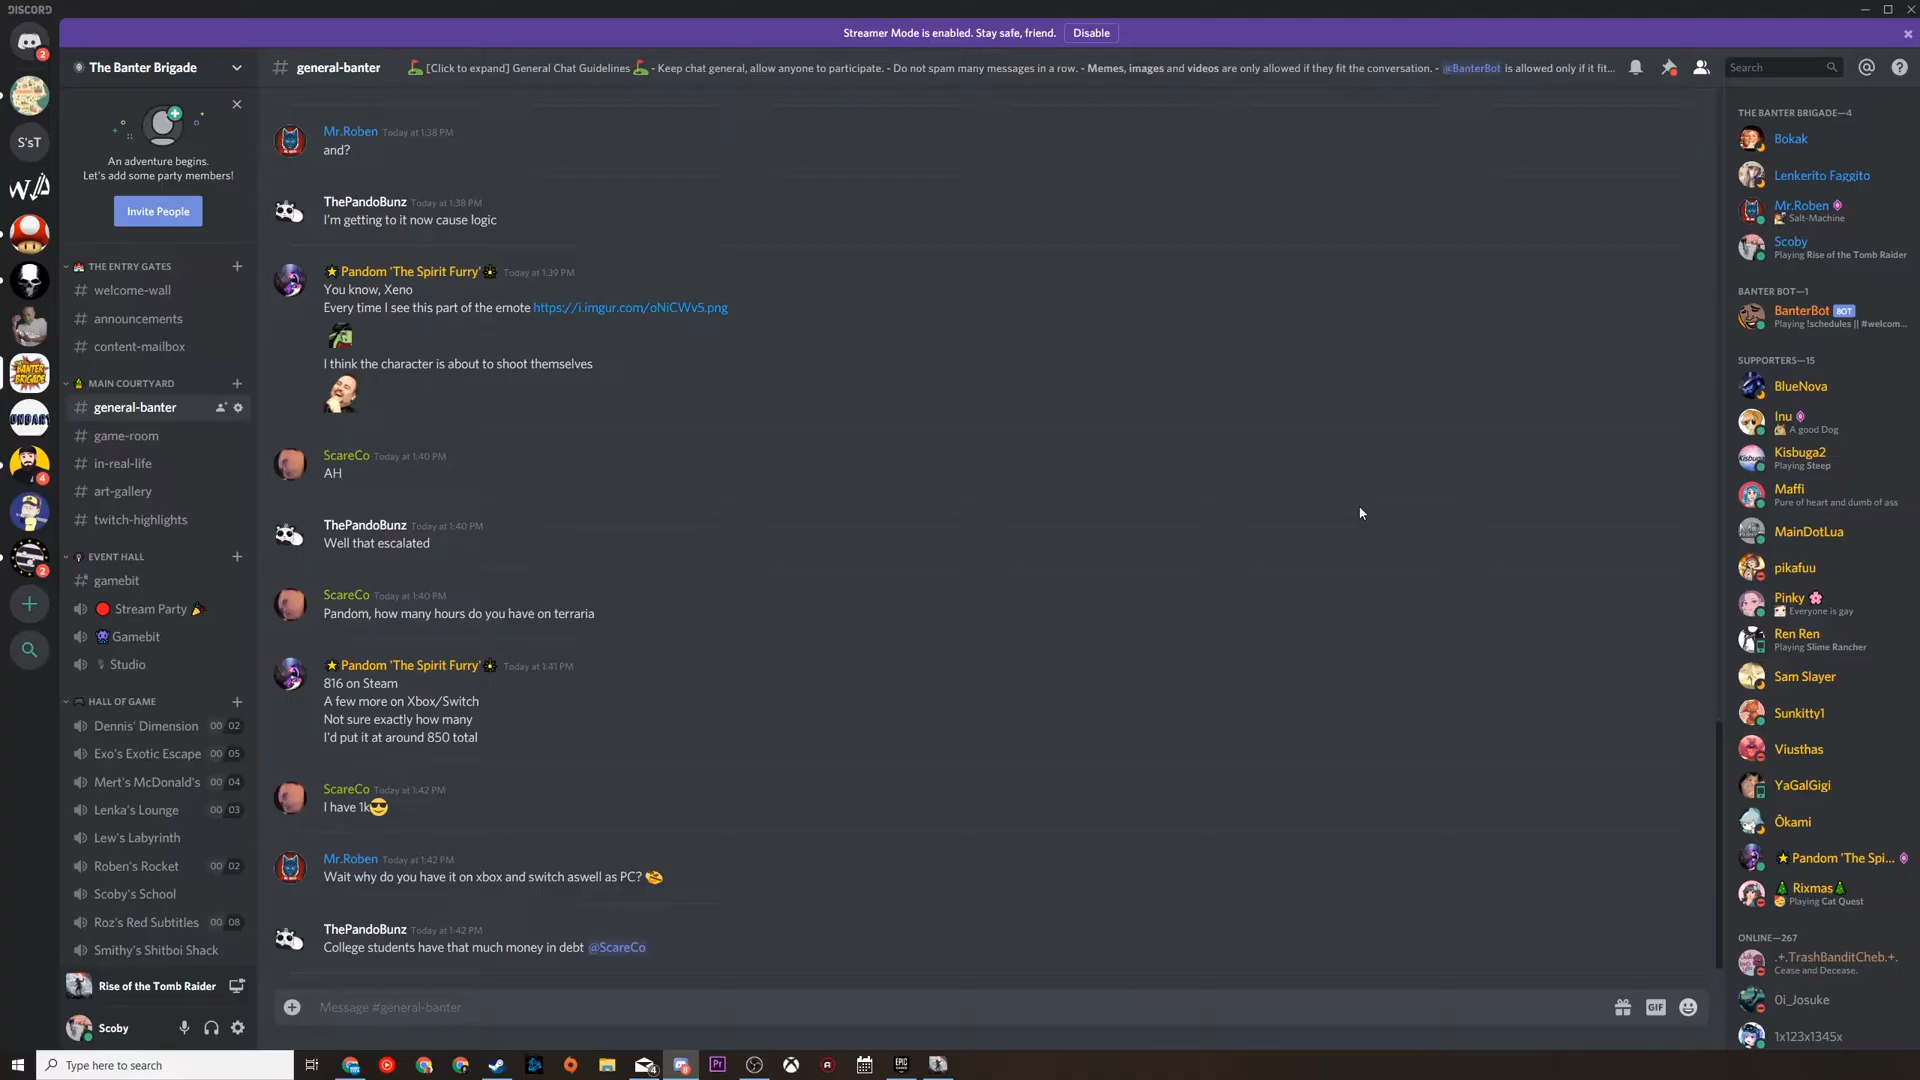 DISCORD
Streamer Mode is enabled. Stay safe, friend. Disable
2
S'sT
BANTER BRIGADE
4
2
The Banter Brigade
An adventure begins.
Let's add some party members!
Invite People
THE ENTRY GATES
welcome-wall
announcements
content-mailbox
MAIN COURTYARD
general-banter
game-room
in-real-life
art-gallery
twitch-highlights
EVENT HALL
gamebit
Stream Party
Gamebit
Studio
HALL OF GAME
Dennis' Dimension 00 02
Exo's Exotic Escape 00 05
Mert's McDonald's 00 04
Lenka's Lounge 00 03
Lew's Labyrinth
Roben's Rocket 00 02
Scoby's School
Roz's Red Subtitles 00 08
Smithy's Shitboi Shack
Rise of the Tomb Raider
Scoby
# general-banter [Click to expand] General Chat Guidelines - Keep chat general, allow anyone to participate. - Do not spam many messages in a row. - Memes, images and videos are only allowed if they fit the conversation. - @BanterBot is allowed only if it fit...
Search
Mr.Roben Today at 1:38 PM
and?
ThePandoBunz Today at 1:38 PM
I'm getting to it now cause logic
Pandom 'The Spirit Furry' Today at 1:39 PM
You know, Xeno
Every time I see this part of the emote https://i.imgur.com/oNiCWv5.png
I think the character is about to shoot themselves
ScareCo Today at 1:40 PM
AH
ThePandoBunz Today at 1:40 PM
Well that escalated
ScareCo Today at 1:40 PM
Pandom, how many hours do you have on terraria
Pandom 'The Spirit Furry' Today at 1:41 PM
816 on Steam
A few more on Xbox/Switch
Not sure exactly how many
I'd put it at around 850 total
ScareCo Today at 1:42 PM
I have 1k
Mr.Roben Today at 1:42 PM
Wait why do you have it on xbox and switch aswell as PC?
ThePandoBunz Today at 1:42 PM
College students have that much money in debt @ScareCo
Message #general-banter
GIF
THE BANTER BRIGADE—4
Bokak
Lenkerito Faggito
Mr.Roben
Salt-Machine
Scoby
Playing Rise of the Tomb Raider
BANTER BOT—1
BanterBot BOT
Playing !schedules || #welcom...
SUPPORTERS—15
BlueNova
Inu
A good Dog
Kisbuga2
Playing Steep
Maffi
Pure of heart and dumb of ass
MainDotLua
pikafuu
Pinky
Everyone is gay
Ren Ren
Playing Slime Rancher
Sam Slayer
Sunkitty1
Viusthas
YaGalGigi
Ôkami
Pandom 'The Spi...
Rixmas
Playing Cat Quest
ONLINE—267
.+.TrashBanditCheb.+.
Cease and Decease.
0i_Josuke
1x123x1345x
Type here to search
4
Pr
EPIC